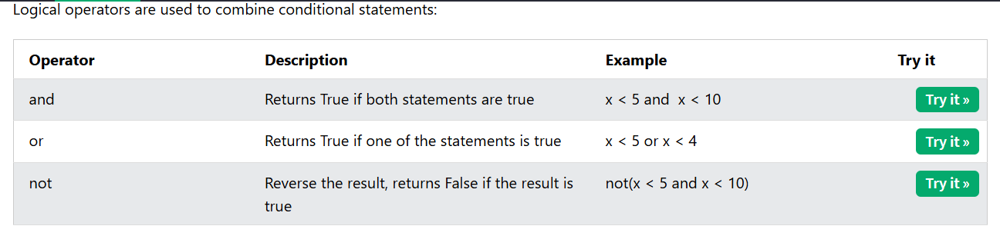 Logical operators are used to combine conditional statements:
Operator Description Example Try it
and Returns True if both statements are true x < 5 and  x < 10 Try it »
or Returns True if one of the statements is true x < 5 or x < 4 Try it »
not Reverse the result, returns False if the result is not(x < 5 and x < 10) Try it »
true